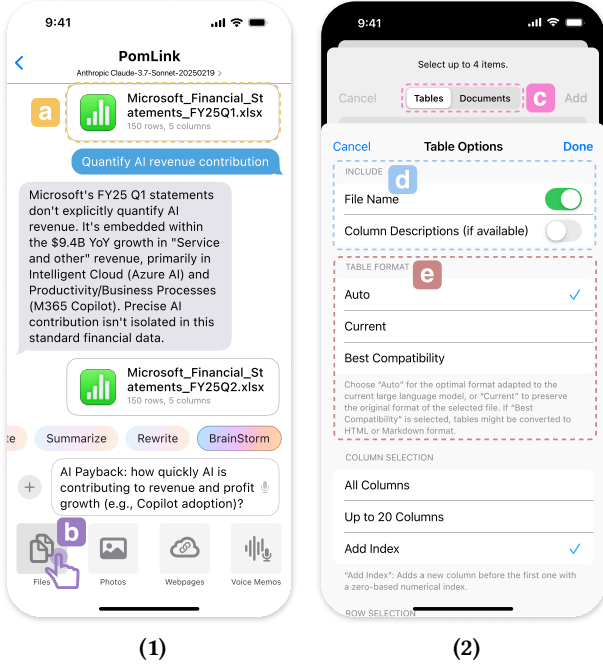 9:41
PomLink
Anthropic Claude-3.7-Sonnet-20250219 >
a
Microsoft_Financial_St
atements_FY25Q1.xlsx
150 rows, 5 columns
Quantify AI revenue contribution
Microsoft's FY25 Q1 statements
don't explicitly quantify AI
revenue. It's embedded within
the $9.4B YoY growth in "Service
and other" revenue, primarily in
Intelligent Cloud (Azure AI) and
Productivity/Business Processes
(M365 Copilot). Precise AI
contribution isn't isolated in this
standard financial data.
Microsoft_Financial_St
atements_FY25Q2.xlsx
150 rows, 5 columns
Summarize
Rewrite
BrainStorm
AI Payback: how quickly AI is
contributing to revenue and profit
growth (e.g., Copilot adoption)?
b
Files
Photos
Webpages
Voice Memos
(1)
9:41
Select up to 4 items.
Cancel
Tables
Documents
c
Add
Cancel
Table Options
Done
INCLUDE
d
File Name
Column Descriptions (if available)
TABLE FORMAT
e
Auto
Current
Best Compatibility
Choose "Auto" for the optimal format adapted to the
current large language model, or "Current" to preserve
the original format of the selected file. If "Best
Compatibility" is selected, tables might be converted to
HTML or Markdown format.
COLUMN SELECTION
All Columns
Up to 20 Columns
Add Index
"Add Index": Adds a new column before the first one with
a zero-based numerical index.
ROW SELECTION
(2)